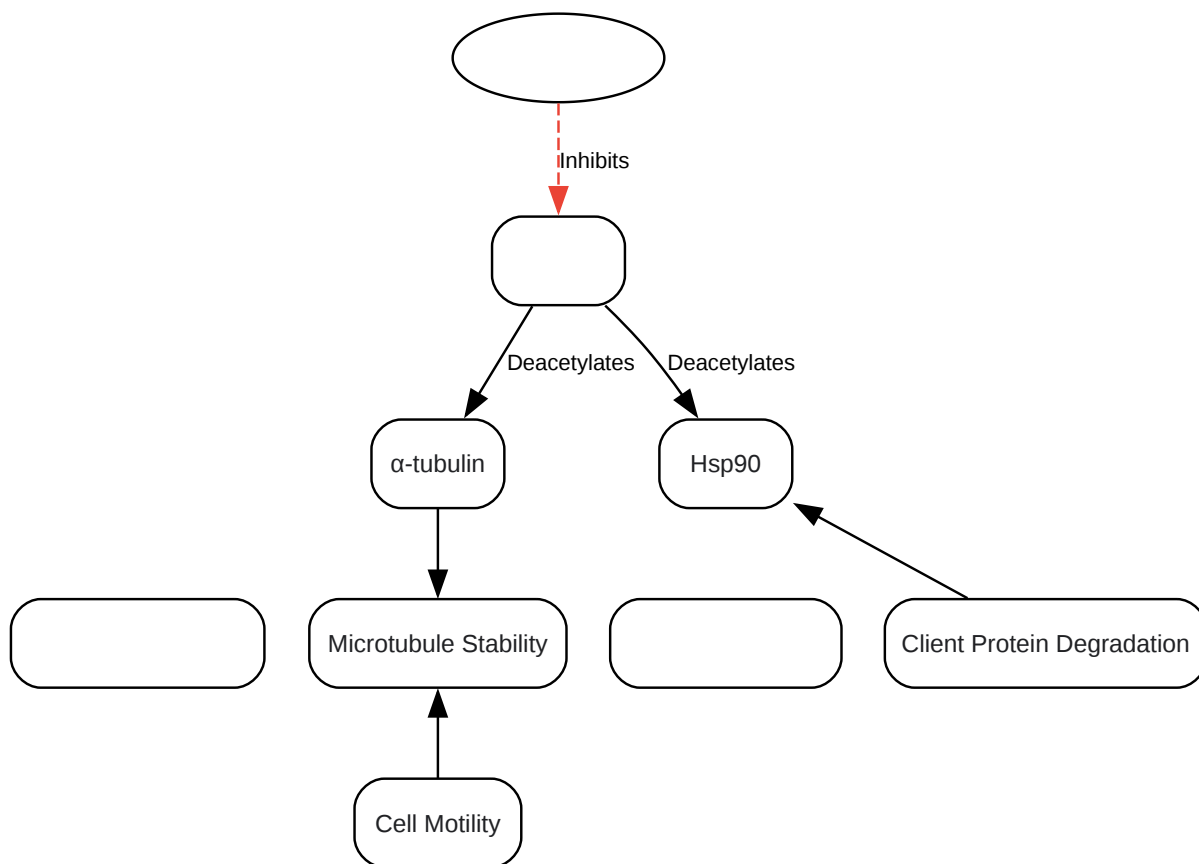 Inhibits
Deacetylates
Deacetylates
α-tubulin
Hsp90
Microtubule Stability
Client Protein Degradation
Cell Motility